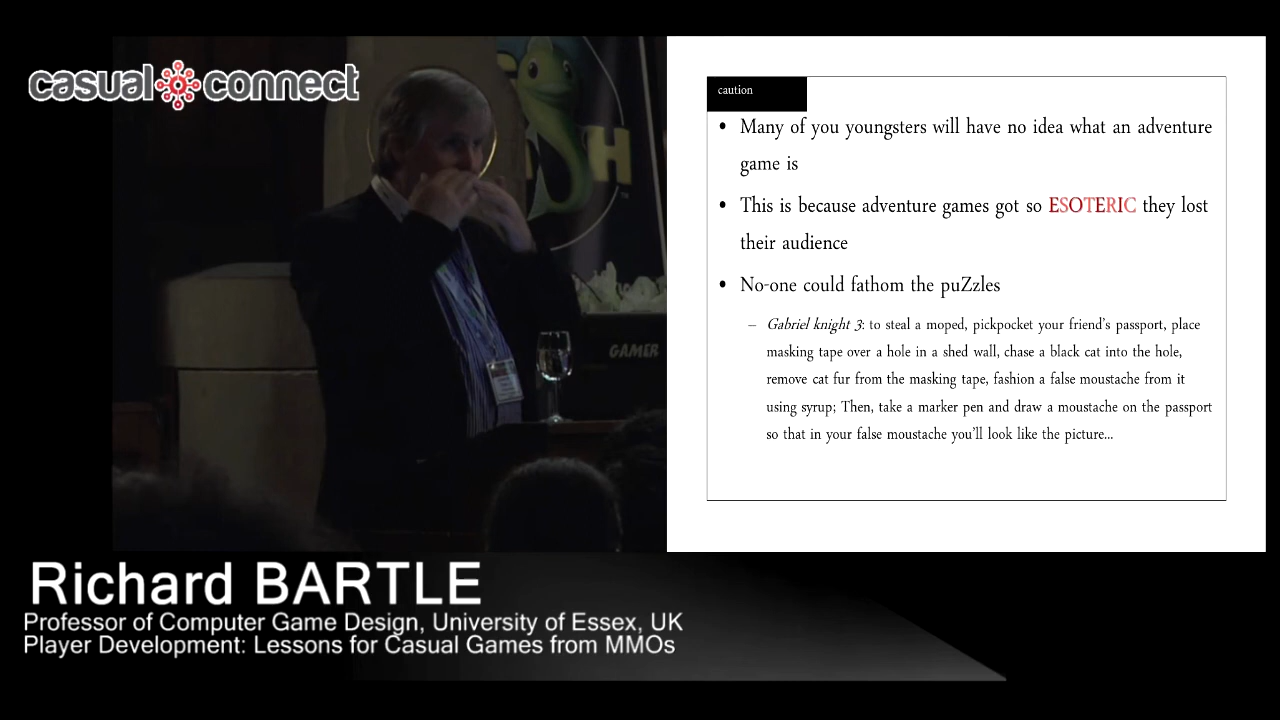 casual connect
H
GAMER
caution
• Many of you youngsters will have no idea what an adventure
game is
• This is because adventure games got so ESOTERIC they lost
their audience
• No-one could fathom the puZzles
– Gabriel knight 3: to steal a moped, pickpocket your friend's passport, place
masking tape over a hole in a shed wall, chase a black cat into the hole,
remove cat fur from the masking tape, fashion a false moustache from it
using syrup; Then, take a marker pen and draw a moustache on the passport
so that in your false moustache you'll look like the picture...
Richard BARTLE
Professor of Computer Game Design, University of Essex, UK
Player Development: Lessons for Casual Games from MMOs